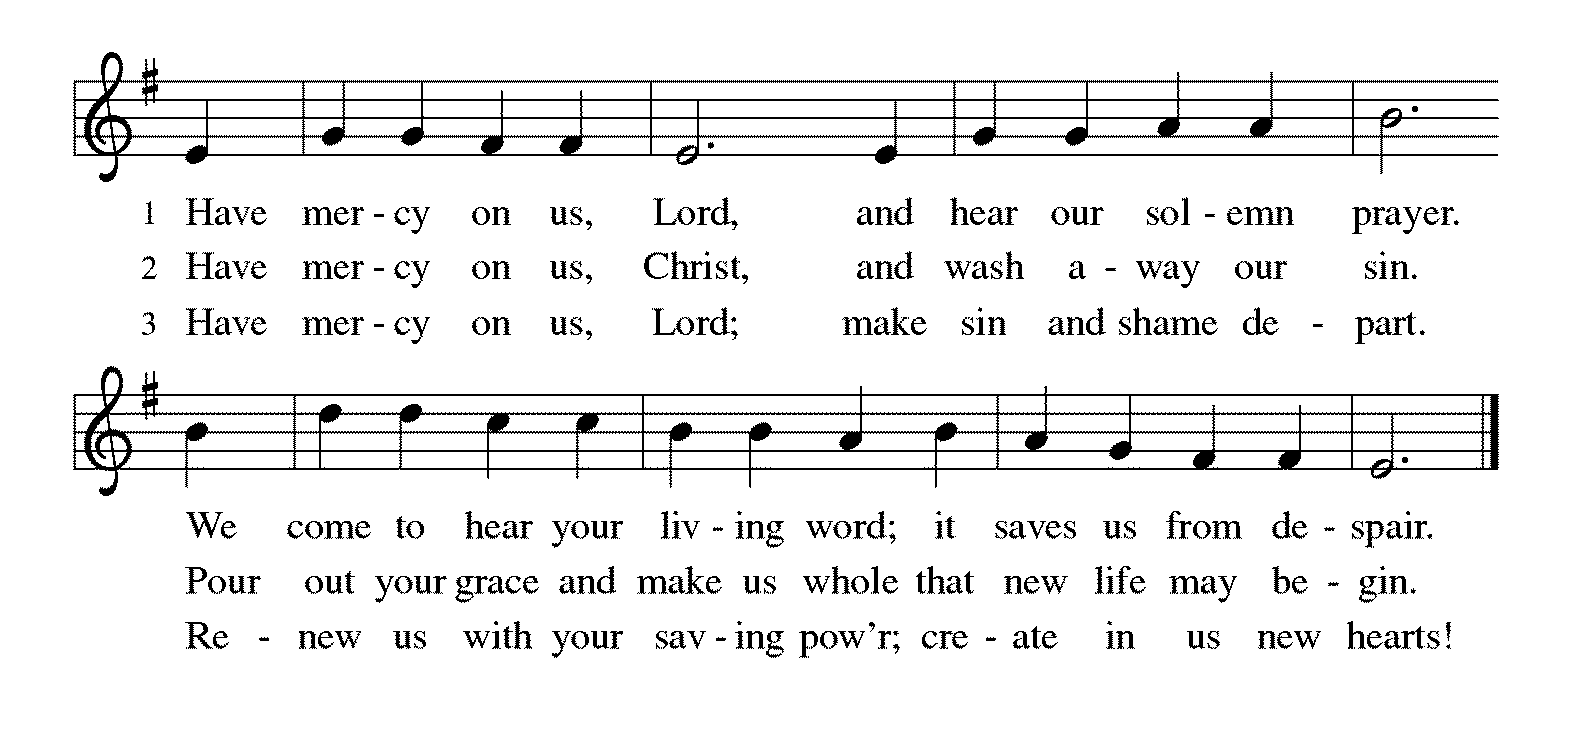 1 Have mer - cy on us, Lord, and hear our sol - emn prayer.
2 Have mer - cy on us, Christ, and wash a - way our sin.
3 Have mer - cy on us, Lord; make sin and shame de - part.
We come to hear your liv - ing word; it saves us from de - spair.
Pour out your grace and make us whole that new life may be - gin.
Re - new us with your sav - ing pow'r; cre - ate in us new hearts!